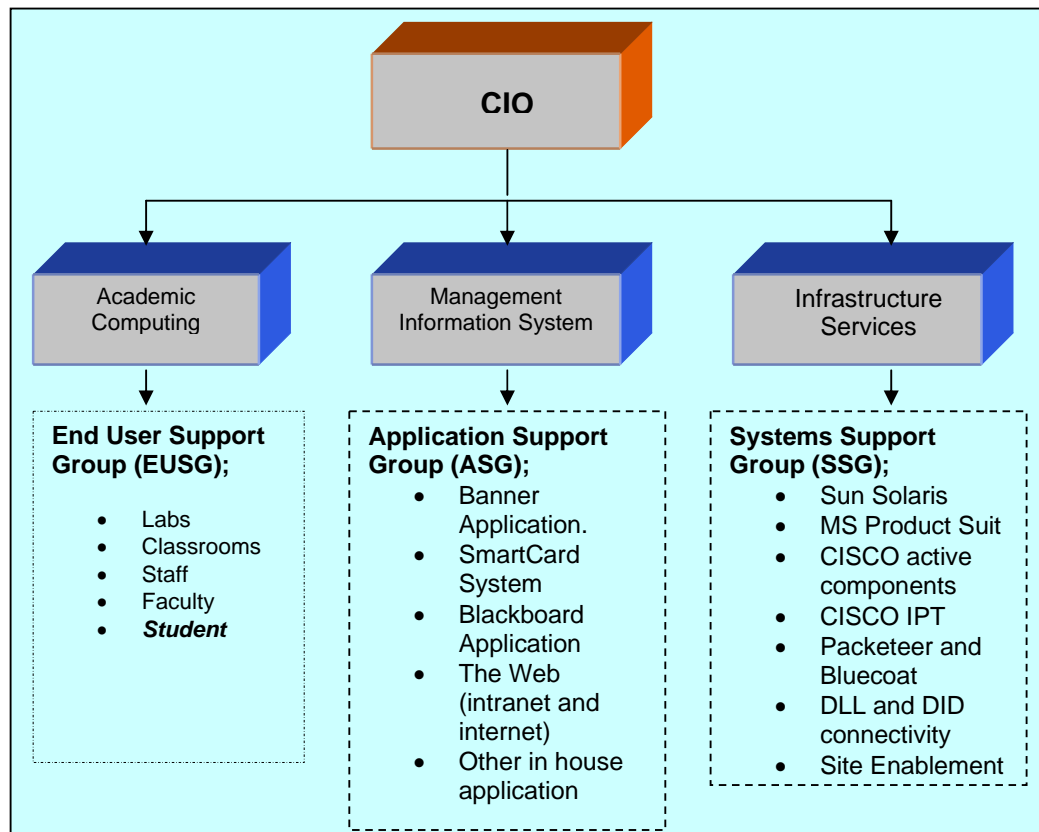 CIO
Academic
Computing
Management
Information System
Infrastructure
Services
End User Support
Group (EUSG);
• Labs
• Classrooms
• Staff
• Faculty
• Student
Application Support
Group (ASG);
• Banner
Application.
• SmartCard
System
• Blackboard
Application
• The Web
(intranet and
internet)
• Other in house
application
Systems Support
Group (SSG);
• Sun Solaris
• MS Product Suit
• CISCO active
components
• CISCO IPT
• Packeteer and
Bluecoat
• DLL and DID
connectivity
• Site Enablement